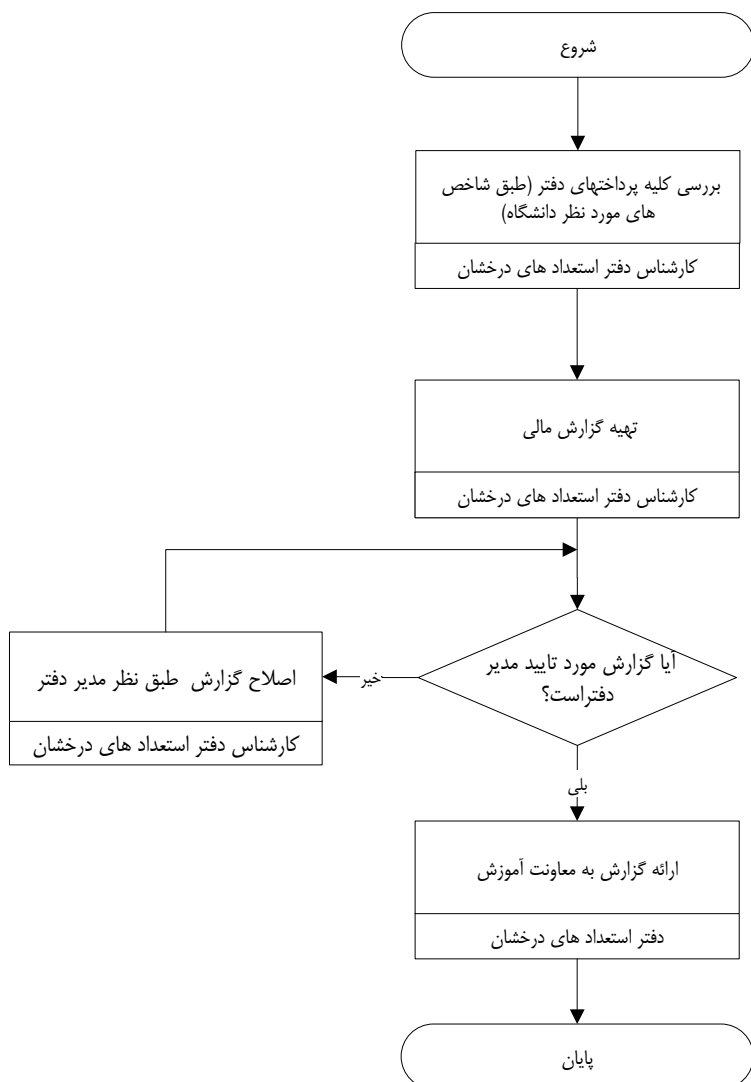 شروع
بررسی کلیه پرداختهای دفتر (طبق شاخص
های مورد نظر دانشگاه)
کارشناس دفتر استعداد های درخشان
تهیه گزارش مالی
کارشناس دفتر استعداد های درخشان
آیا گزارش مورد تایید مدیر
دفتراست؟
خیر
اصلاح گزارش طبق نظر مدیر دفتر
کارشناس دفتر استعداد های درخشان
بلی
ارائه گزارش به معاونت آموزش
دفتر استعداد های درخشان
پایان